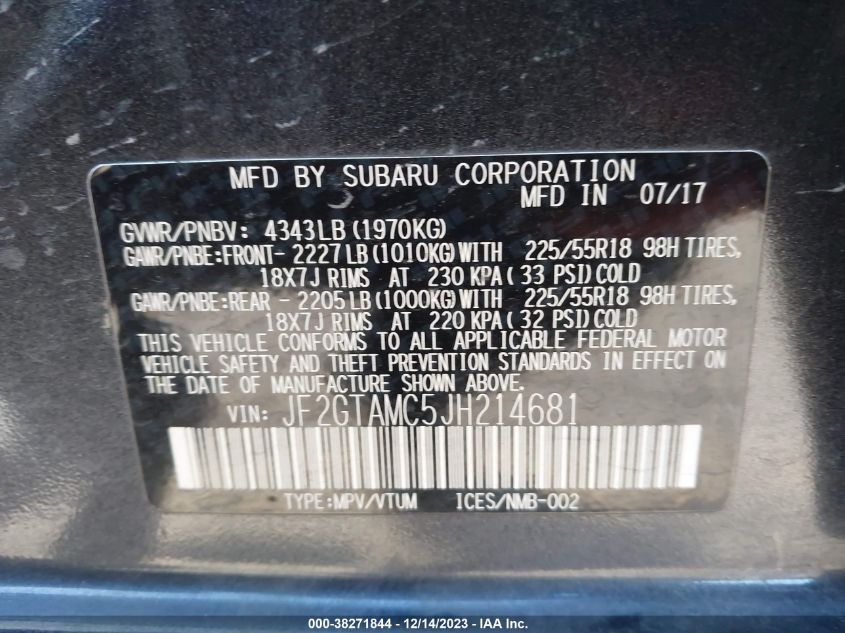 MFD BY SUBARU CORPORATION
MFD IN 07/17
GVWR/PNBV: 4343LB(1970KG)
GAWR/PNBE:FRONT- 2227LB(1010KG)WITH 225/55R18 98H TIRES,
18X7J RIMS AT 230 KPA( 33 PSI)COLD
GAWR/PNBE:REAR - 2205LB(1000KG)WITH 225/55R18 98H TIRES,
18X7J RIMS AT 220 KPA( 32 PSI)COLD
THIS VEHICLE CONFORMS TO ALL APPLICABLE FEDERAL MOTOR
VEHICLE SAFETY AND THEFT PREVENTION STANDARDS IN EFFECT ON
THE DATE OF MANUFACTURE SHOWN ABOVE.
VIN: JF2GTAMC5JH214681
TYPE:MPV/VTUM ICES/NMB-002
000-38271844 - 12/14/2023 - IAA Inc.